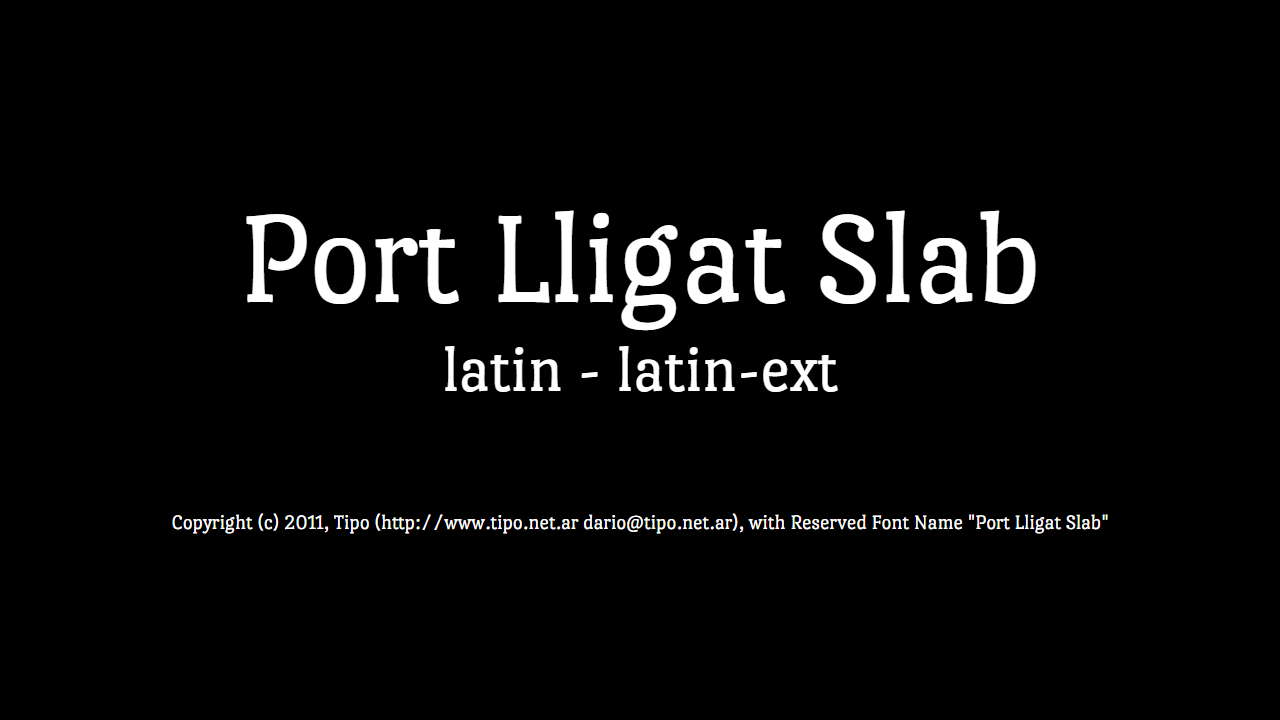 Port Lligat Slab
latin - latin-ext
Copyright (c) 2011, Tipo (http://www.tipo.net.ar dario@tipo.net.ar), with Reserved Font Name "Port Lligat Slab"